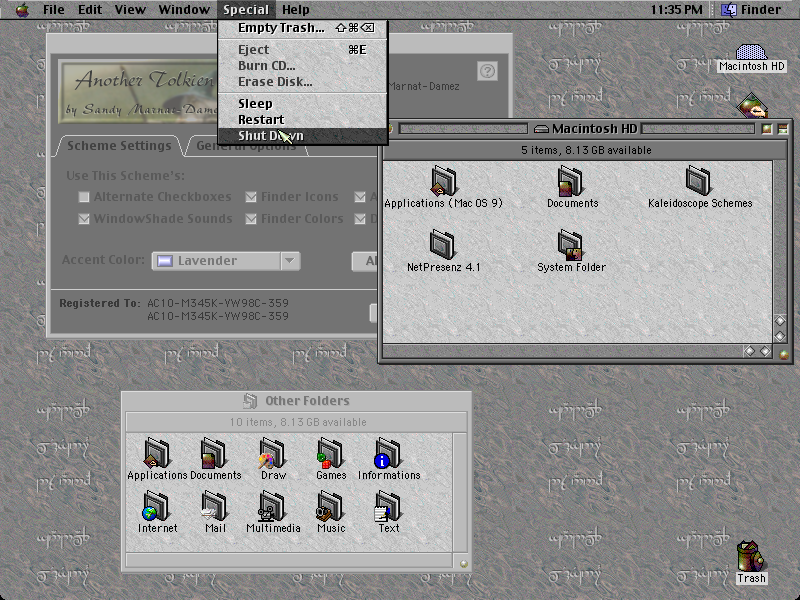 File Edit View Window Special Help 11:35 PM Finder
Empty Trash... ⇧⌘⌫
Eject ⌘E
Burn CD...
Erase Disk...
Sleep
Restart
Shut Down
Another Tolkien
by Sandy Marnat-Dame
Marnat-Damez
?
Scheme Settings General Options
Use This Scheme's:
Alternate Checkboxes Finder Icons A
WindowShade Sounds Finder Colors D
Accent Color: Lavender
Registered To: AC10-M345K-YW98C-359
AC10-M345K-YW98C-359
Macintosh HD
Macintosh HD
5 items, 8.13 GB available
Applications (Mac OS 9) Documents Kaleidoscope Schemes
NetPresenz 4.1 System Folder
Other Folders
10 items, 8.13 GB available
Applications Documents Draw Games Informations
Internet Mail Multimedia Music Text
Trash